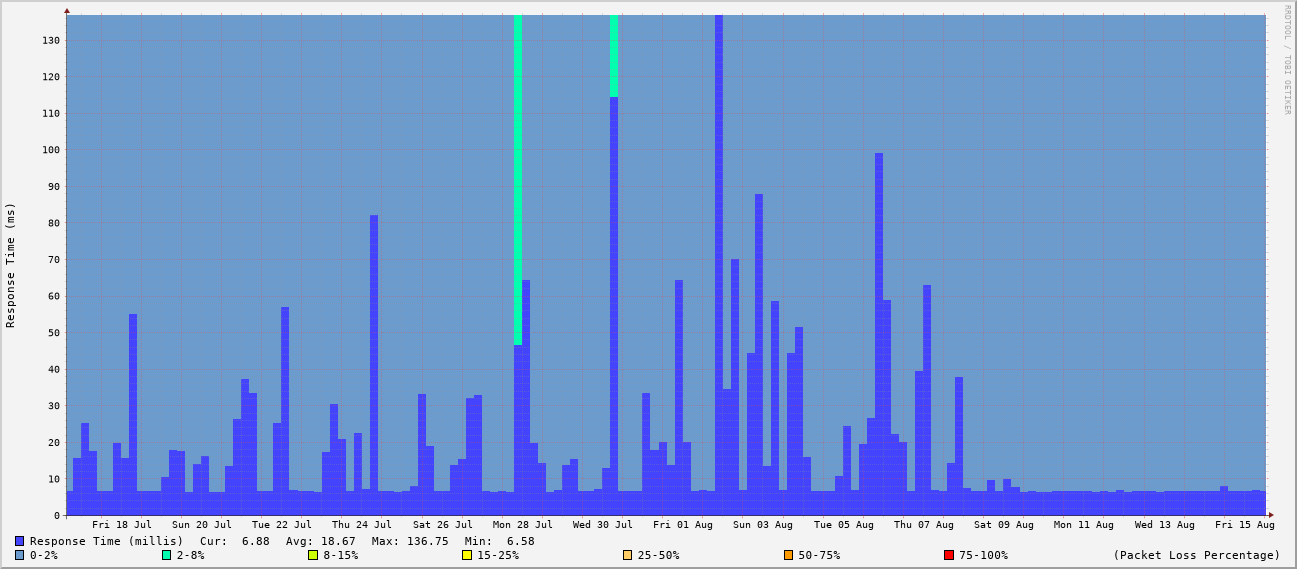 RRDTOOL / TOBI OETIKER
Response Time (ms)
130
120
110
100
90
80
70
60
50
40
30
20
10
0
Fri 18 Jul Sun 20 Jul Tue 22 Jul Thu 24 Jul Sat 26 Jul Mon 28 Jul Wed 30 Jul Fri 01 Aug Sun 03 Aug Tue 05 Aug Thu 07 Aug Sat 09 Aug Mon 11 Aug Wed 13 Aug Fri 15 Aug
Response Time (millis) Cur: 6.88 Avg: 18.67 Max: 136.75 Min: 6.58
0-2% 2-8% 8-15% 15-25% 25-50% 50-75% 75-100% (Packet Loss Percentage)